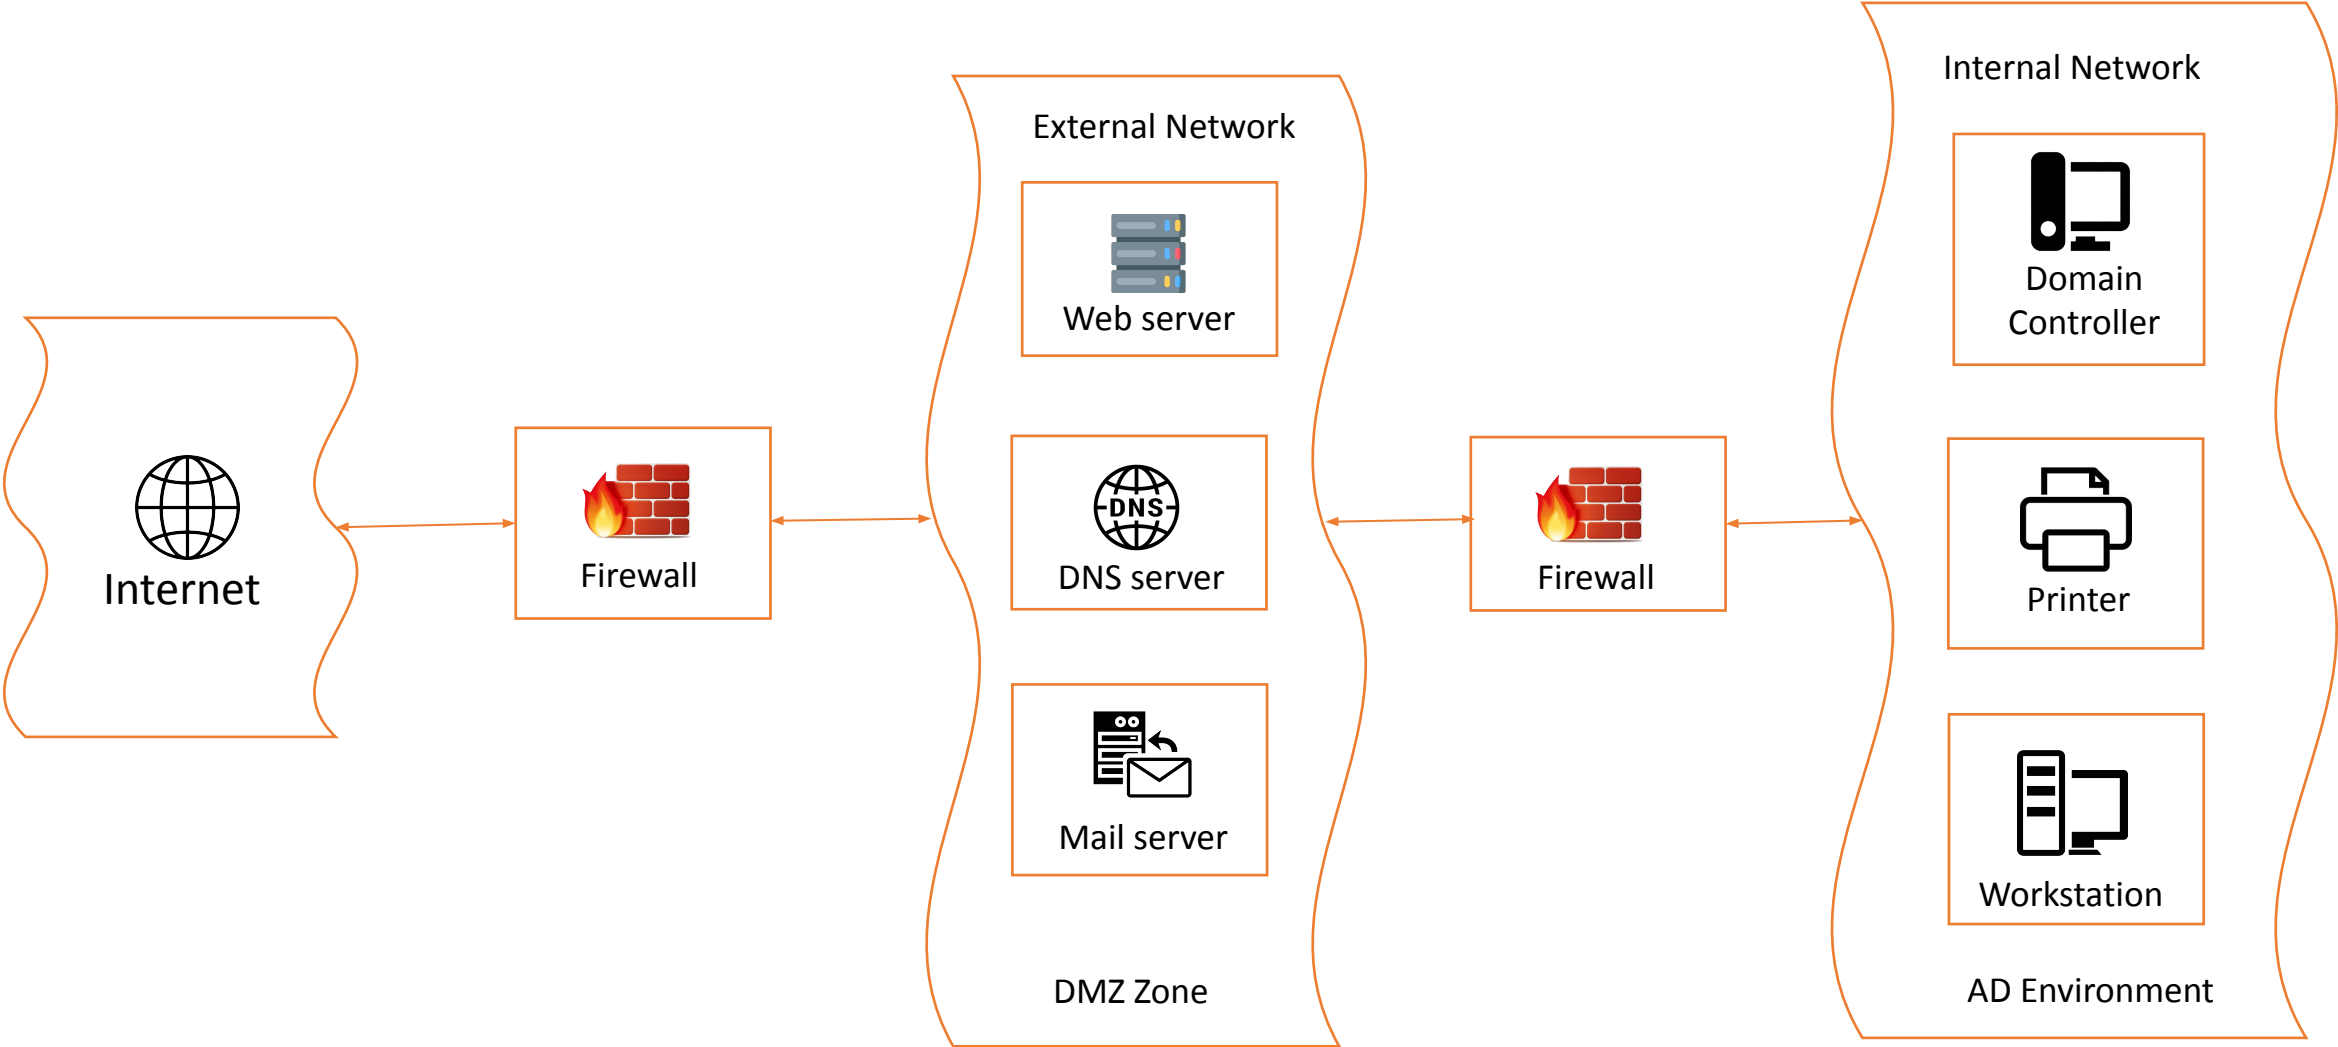 Internet
Firewall
External Network
Web server
DNS
DNS server
Mail server
DMZ Zone
Firewall
Internal Network
Domain
Controller
Printer
Workstation
AD Environment